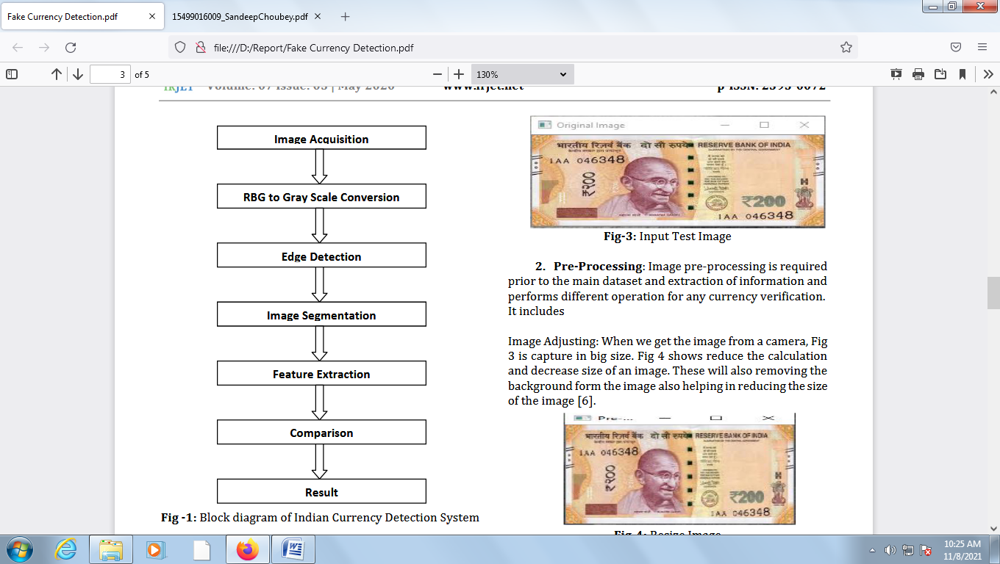 Fake Currency Detection.pdf
15499016009_SandeepChoubey.pdf
file:///D:/Report/Fake Currency Detection.pdf
3 of 5
130%
IRJET Volume: 07 Issue: 05 | May 2020 www.irjet.net p-ISSN: 2395-0072
Image Acquisition
RBG to Gray Scale Conversion
Edge Detection
Image Segmentation
Feature Extraction
Comparison
Result
Fig -1: Block diagram of Indian Currency Detection System
Original Image
भारतीय रिज़र्व बैंक दो सौ रुपये RESERVE BANK OF INDIA
1AA 046348
₹२००
₹200
1AA 046348
Fig-3: Input Test Image
2. Pre-Processing: Image pre-processing is required
prior to the main dataset and extraction of information and
performs different operation for any currency verification.
It includes
Image Adjusting: When we get the image from a camera, Fig
3 is capture in big size. Fig 4 shows reduce the calculation
and decrease size of an image. These will also removing the
background form the image also helping in reducing the size
of the image [6].
Pre-...
भारतीय रिज़र्व बैंक दो सौ रुपये RESERVE BANK OF INDIA
1AA 046348
₹२००
₹200
1AA 046348
Fig-4: Resize Image
10:25 AM
11/8/2021